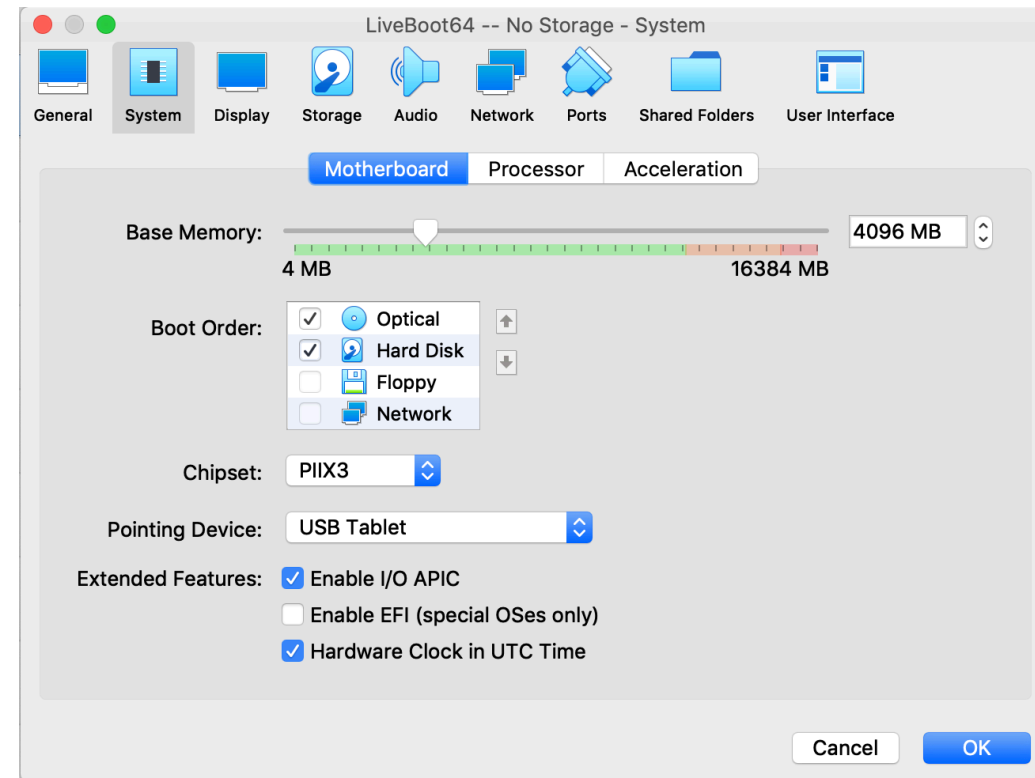 LiveBoot64 -- No Storage - System
General System Display Storage Audio Network Ports Shared Folders User Interface
Motherboard Processor Acceleration
Base Memory: 4096 MB
4 MB 16384 MB
Boot Order: Optical
Hard Disk
Floppy
Network
Chipset: PIIX3
Pointing Device: USB Tablet
Extended Features: Enable I/O APIC
Enable EFI (special OSes only)
Hardware Clock in UTC Time
Cancel OK